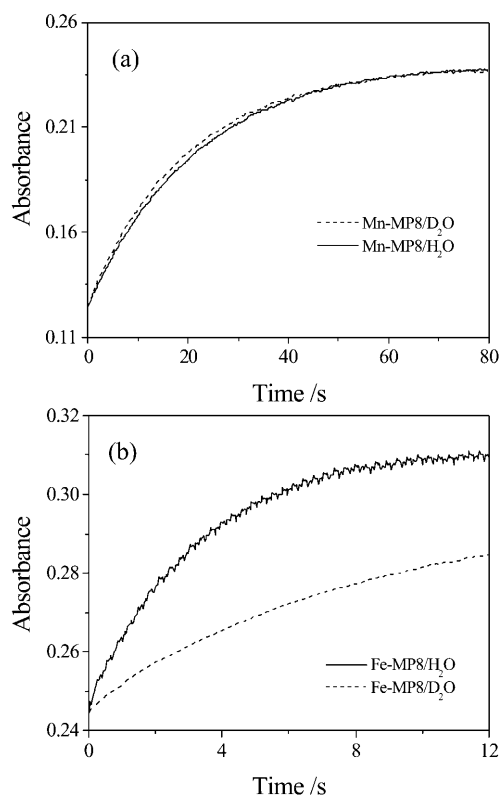 0.26
(a)
0.21
Absorbance
0.16
Mn-MP8/D₂O
Mn-MP8/H₂O
0.11
0 20 40 60 80
Time /s
0.32
(b)
0.30
Absorbance
0.28
0.26
Fe-MP8/H₂O
Fe-MP8/D₂O
0.24
0 4 8 12
Time /s